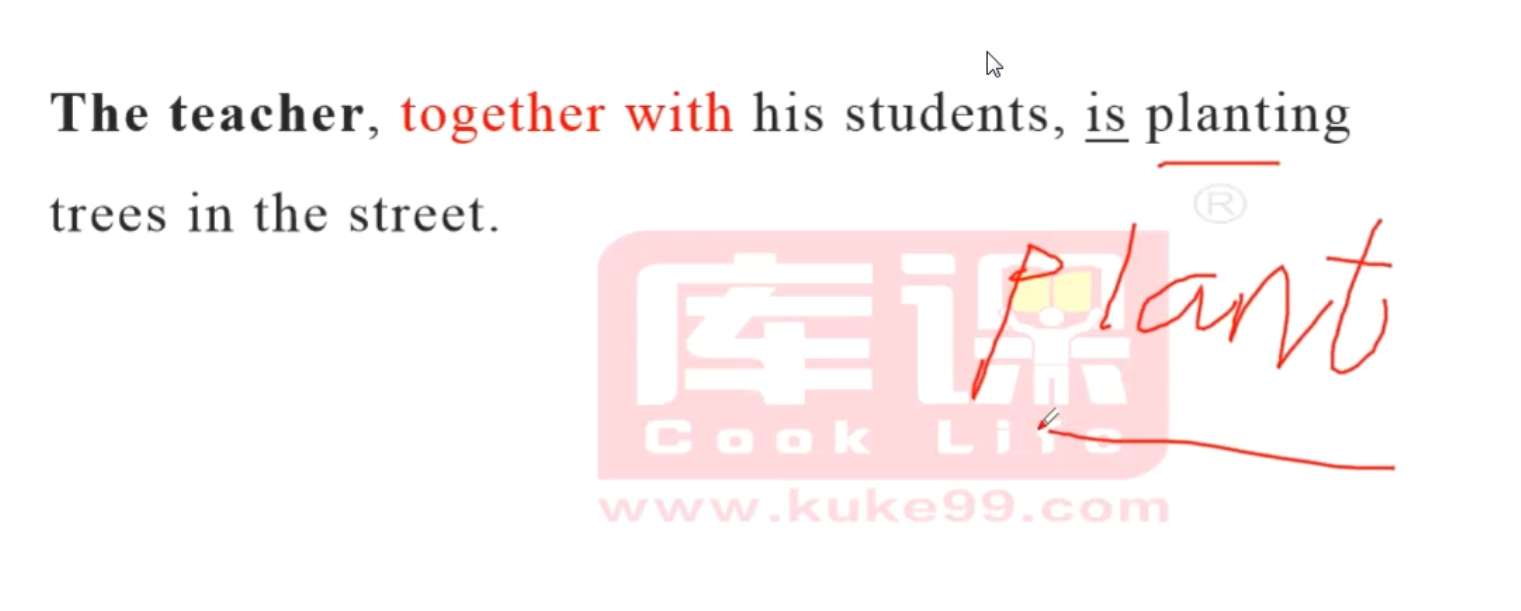 The teacher, together with his students, is planting
trees in the street.
®
plant
库课
Cook Life
www.kuke99.com